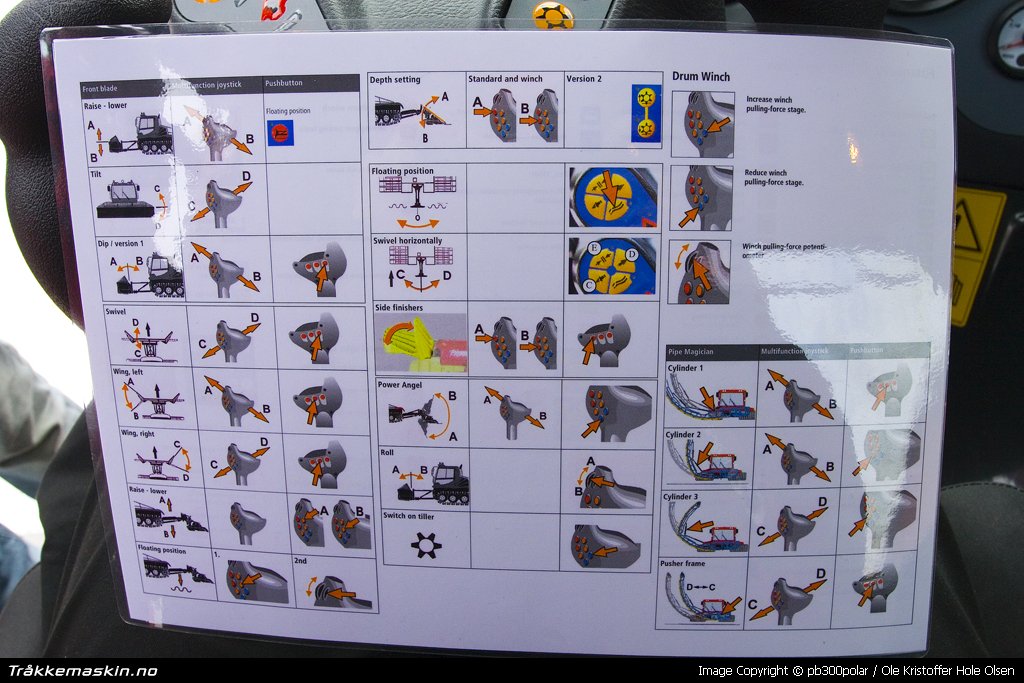 Front blade
Multifunction joystick
Pushbutton
Raise - lower
A
B
A
B
Floating position
Tilt
C
D
C
D
Dip / version 1
A B
A
B
Swivel
D
C
C
D
Wing, left
A
B
A
B
Wing, right
C
D
C
D
Raise - lower
A
B
A
B
Floating position
1.
2nd
Depth setting
A
B
Standard and winch
A
B
Version 2
Floating position
O
Swivel horizontally
C D
E
D
C
Side finishers
A
B
Power Angel
B
A
A
B
Roll
A B
A
B
Switch on tiller
Drum Winch
Increase winch
pulling-force stage.
Reduce winch
pulling-force stage.
Winch pulling-force potenti-
ometer
Pipe Magician
Multifunction joystick
Pushbutton
Cylinder 1
A
B
Cylinder 2
A
B
Cylinder 3
C
D
Pusher frame
D C
C
D
Tråkkemaskin.no
Image Copyright © pb300polar / Ole Kristoffer Hole Olsen